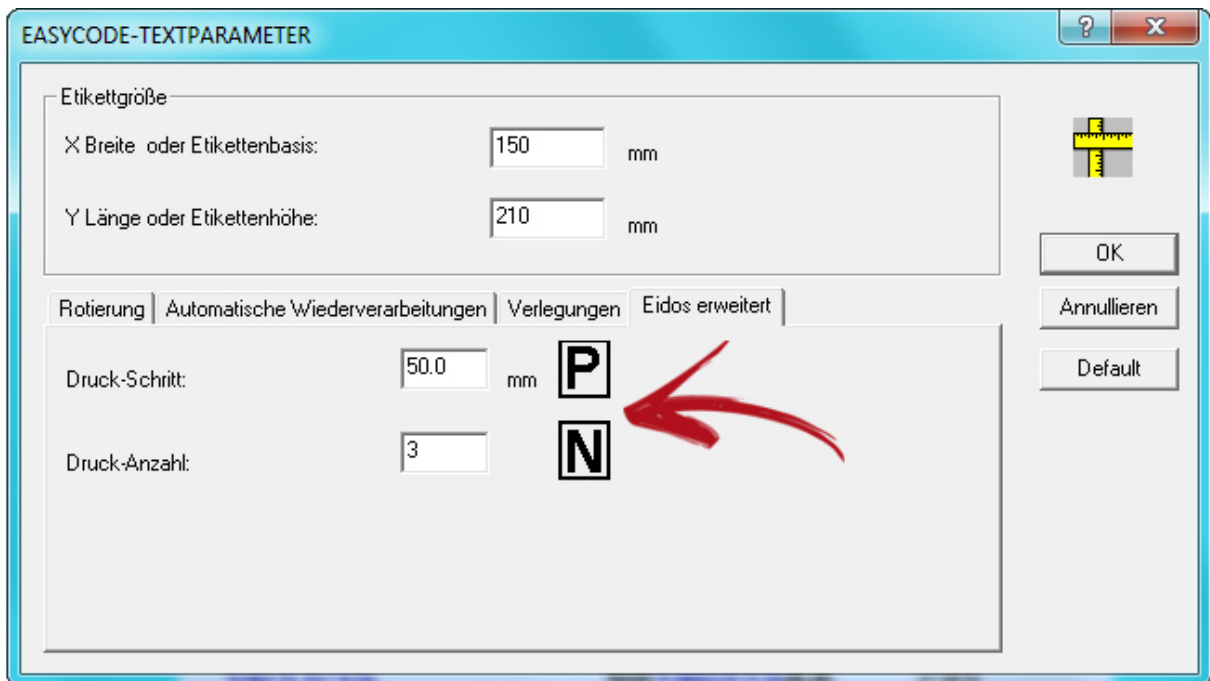 EASYCODE-TEXTPARAMETER
?
X
Etikettgröße
X Breite oder Etikettenbasis: 150 mm
Y Länge oder Etikettenhöhe: 210 mm
OK
Annullieren
Default
Rotierung Automatische Wiederverarbeitungen Verlegungen Eidos erweitert
Druck-Schritt: 50.0 mm P
Druck-Anzahl: 3 N